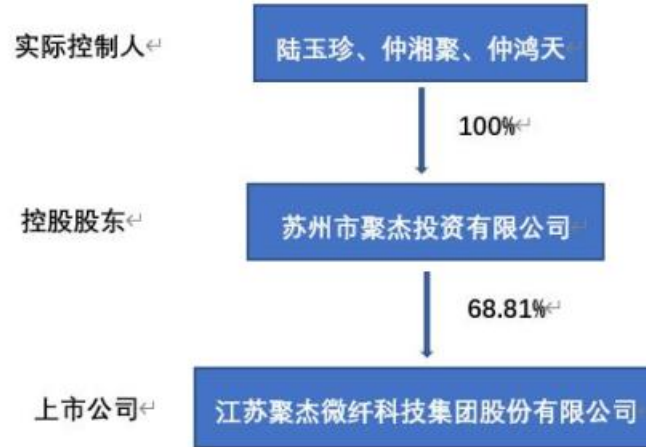 实际控制人↵
陆玉珍、仲湘聚、仲鸿天↵
100%↵
控股股东↵
苏州市聚杰投资有限公司↵
68.81%↵
上市公司↵
江苏聚杰微纤科技集团股份有限公司↵